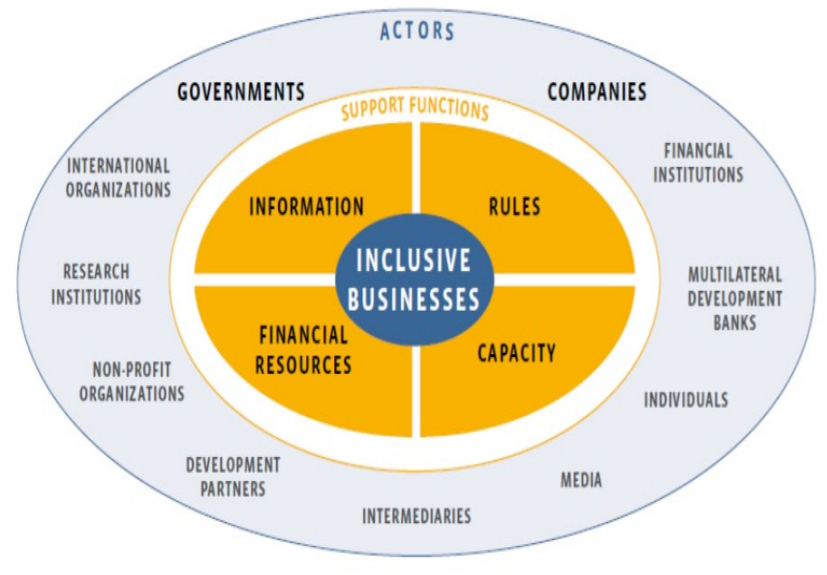 ACTORS
GOVERNMENTS
COMPANIES
SUPPORT FUNCTIONS
INTERNATIONAL
ORGANIZATIONS
FINANCIAL
INSTITUTIONS
INFORMATION
RULES
INCLUSIVE
BUSINESSES
RESEARCH
INSTITUTIONS
MULTILATERAL
DEVELOPMENT
BANKS
FINANCIAL
RESOURCES
CAPACITY
NON-PROFIT
ORGANIZATIONS
INDIVIDUALS
DEVELOPMENT
PARTNERS
MEDIA
INTERMEDIARIES